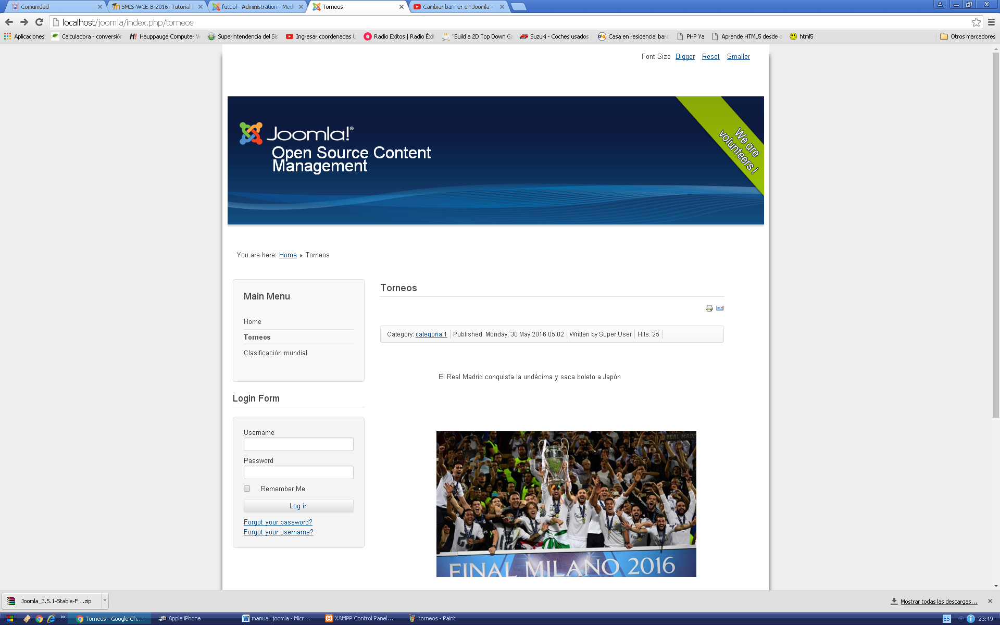 Comunidad
SMIS-WCE-B-2016: Tutorial
futbol - Administration - Med
Torneos
Cambiar banner en Joomla -
localhost/joomla/index.php/torneos
Aplicaciones
Calculadora - conversión
Hauppauge Computer W
Superintendencia del Sis
Ingresar coordenadas U
Radio Exitos | Radio Éxit
"Build a 2D Top Down Ga
Suzuki - Coches usados
Casa en residencial barc
PHP Ya
Aprende HTML5 desde c
html5
Otros marcadores
Font Size Bigger Reset Smaller
Joomla!®
Open Source Content
Management
We are
volunteers!
You are here: Home Torneos
Main Menu
Home
Torneos
Clasificación mundial
Login Form
Username
Password
Remember Me
Log in
Forgot your password?
Forgot your username?
Torneos
Category: categoria 1 Published: Monday, 30 May 2016 05:02 Written by Super User Hits: 25
El Real Madrid conquista la undécima y saca boleto a Japón
REAL MADR
FINAL MILANO 2016
Joomla_3.5.1-Stable-F....zip
Mostrar todas las descargas...
Torneos - Google Ch...
Apple iPhone
manual joomla - Micr...
XAMPP Control Panel...
torneos - Paint
ES
23:49